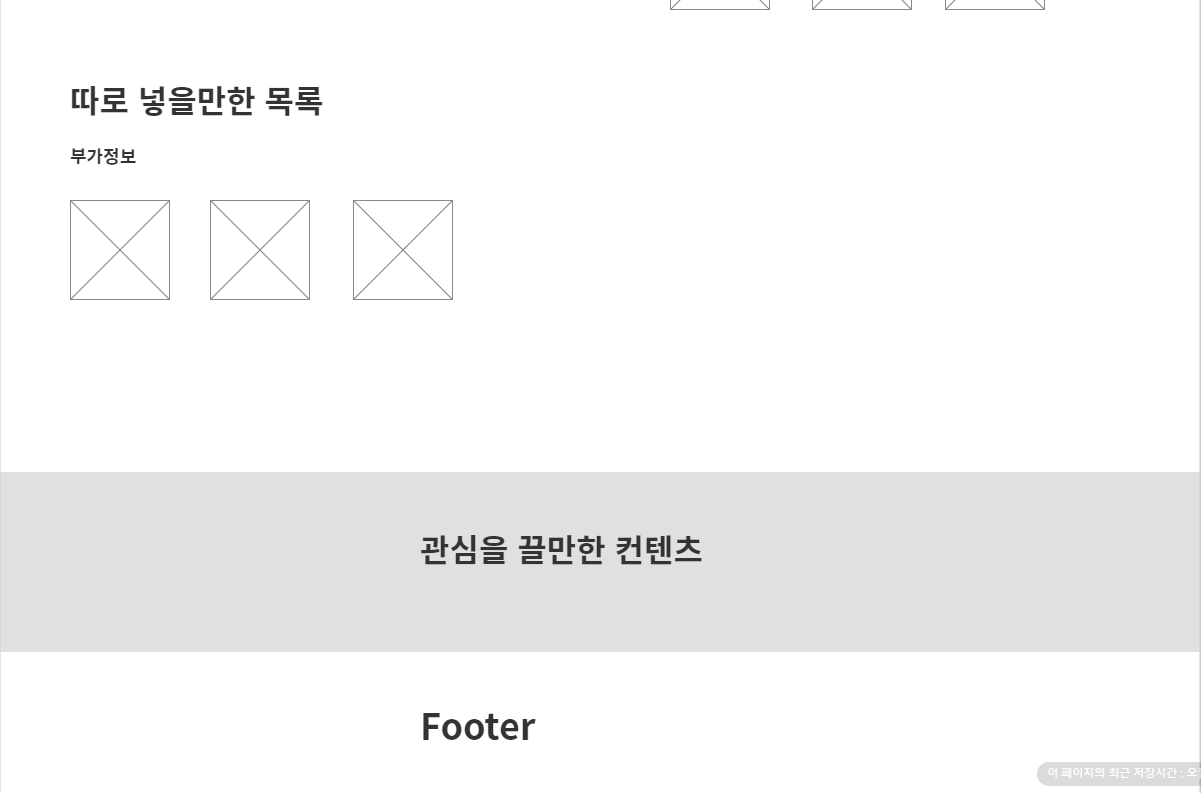 따로 넣을만한 목록
부가정보
관심을 끌만한 컨텐츠
Footer
이 페이지의 최근 저장시간 :